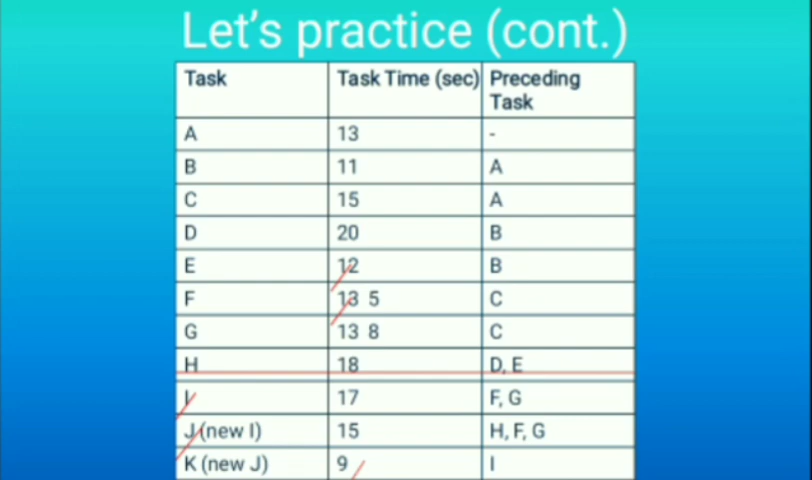 Let's practice (cont.)
Task Task Time (sec) Preceding Task
A 13 -
B 11 A
C 15 A
D 20 B
E 12 B
F 13 5 C
G 13 8 C
H 18 D, E
I 17 F, G
J (new I) 15 H, F, G
K (new J) 9 I